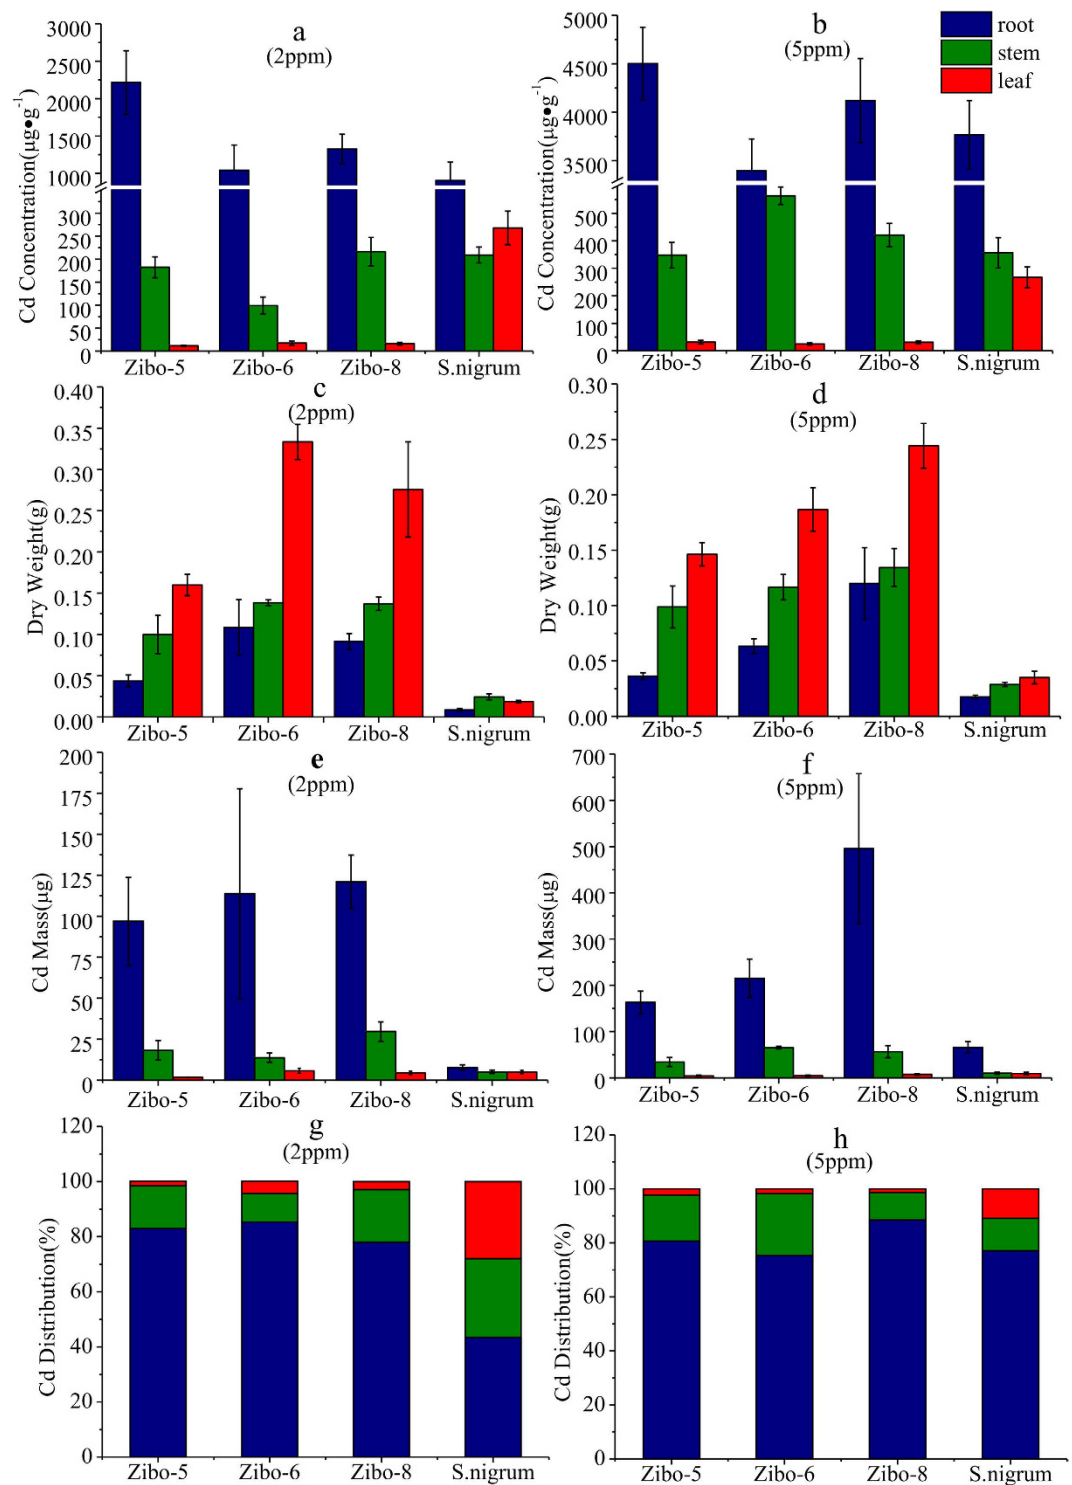 a
(2ppm)
3000
2500
2000
1500
1000
300
250
200
150
100
50
0
Cd Concentration(μg•g-1)
Zibo-5 Zibo-6 Zibo-8 S.nigrum
b
(5ppm)
root
stem
leaf
5000
4500
4000
3500
500
400
300
200
100
0
Cd Concentration(μg•g-1)
Zibo-5 Zibo-6 Zibo-8 S.nigrum
c
(2ppm)
0.40
0.35
0.30
0.25
0.20
0.15
0.10
0.05
0.00
Dry Weight(g)
Zibo-5 Zibo-6 Zibo-8 S.nigrum
d
(5ppm)
0.30
0.25
0.20
0.15
0.10
0.05
0.00
Dry Weight(g)
Zibo-5 Zibo-6 Zibo-8 S.nigrum
e
(2ppm)
200
175
150
125
100
75
50
25
0
Cd Mass(μg)
Zibo-5 Zibo-6 Zibo-8 S.nigrum
f
(5ppm)
700
600
500
400
300
200
100
0
Cd Mass(μg)
Zibo-5 Zibo-6 Zibo-8 S.nigrum
g
(2ppm)
120
100
80
60
40
20
0
Cd Distribution(%)
Zibo-5 Zibo-6 Zibo-8 S.nigrum
h
(5ppm)
120
100
80
60
40
20
0
Cd Distribution(%)
Zibo-5 Zibo-6 Zibo-8 S.nigrum